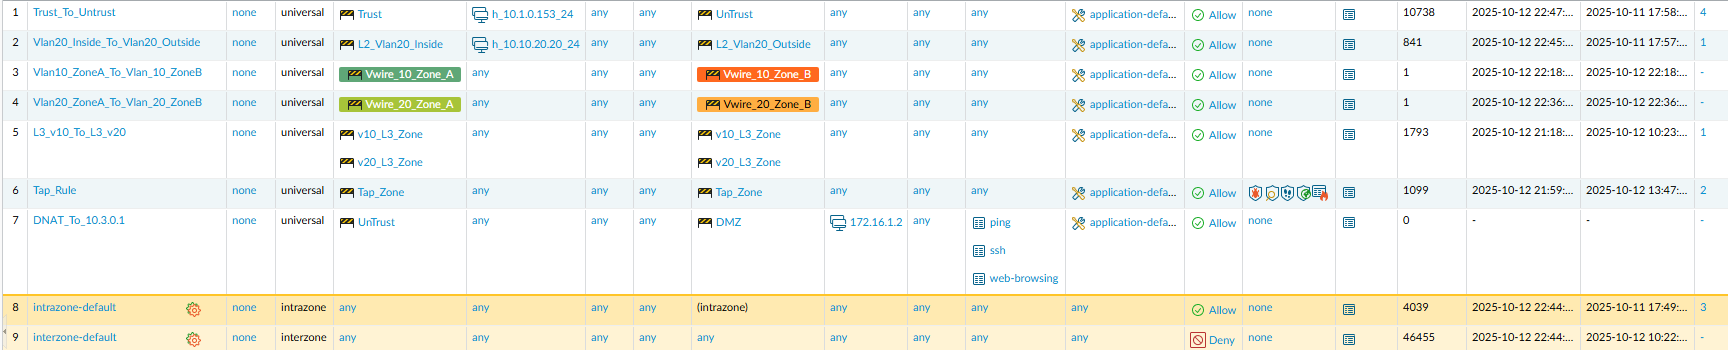 1 Trust_To_Untrust none universal Trust h_10.1.0.153_24 any any UnTrust any any any application-defa... Allow none 10738 2025-10-12 22:47:... 2025-10-11 17:58:... 4
2 Vlan20_Inside_To_Vlan20_Outside none universal L2_Vlan20_Inside h_10.10.20.20_24 any any L2_Vlan20_Outside any any any application-defa... Allow none 841 2025-10-12 22:45:... 2025-10-11 17:57:... 1
3 Vlan10_ZoneA_To_Vlan_10_ZoneB none universal Vwire_10_Zone_A any any any Vwire_10_Zone_B any any any application-defa... Allow none 1 2025-10-12 22:18:... 2025-10-12 22:18:... -
4 Vlan20_ZoneA_To_Vlan_20_ZoneB none universal Vwire_20_Zone_A any any any Vwire_20_Zone_B any any any application-defa... Allow none 1 2025-10-12 22:36:... 2025-10-12 22:36:... -
5 L3_v10_To_L3_v20 none universal v10_L3_Zone any any any v10_L3_Zone any any any application-defa... Allow none 1793 2025-10-12 21:18:... 2025-10-12 10:23:... 1
v20_L3_Zone v20_L3_Zone
6 Tap_Rule none universal Tap_Zone any any any Tap_Zone any any any application-defa... Allow 1099 2025-10-12 21:59:... 2025-10-12 13:47:... 2
7 DNAT_To_10.3.0.1 none universal UnTrust any any any DMZ 172.16.1.2 any ping application-defa... Allow none 0 - - -
ssh
web-browsing
8 intrazone-default none intrazone any any any any (intrazone) any any any any Allow none 4039 2025-10-12 22:44:... 2025-10-11 17:49:... 3
9 interzone-default none interzone any any any any any any any any any Deny none 46455 2025-10-12 22:44:... 2025-10-12 10:22:... -